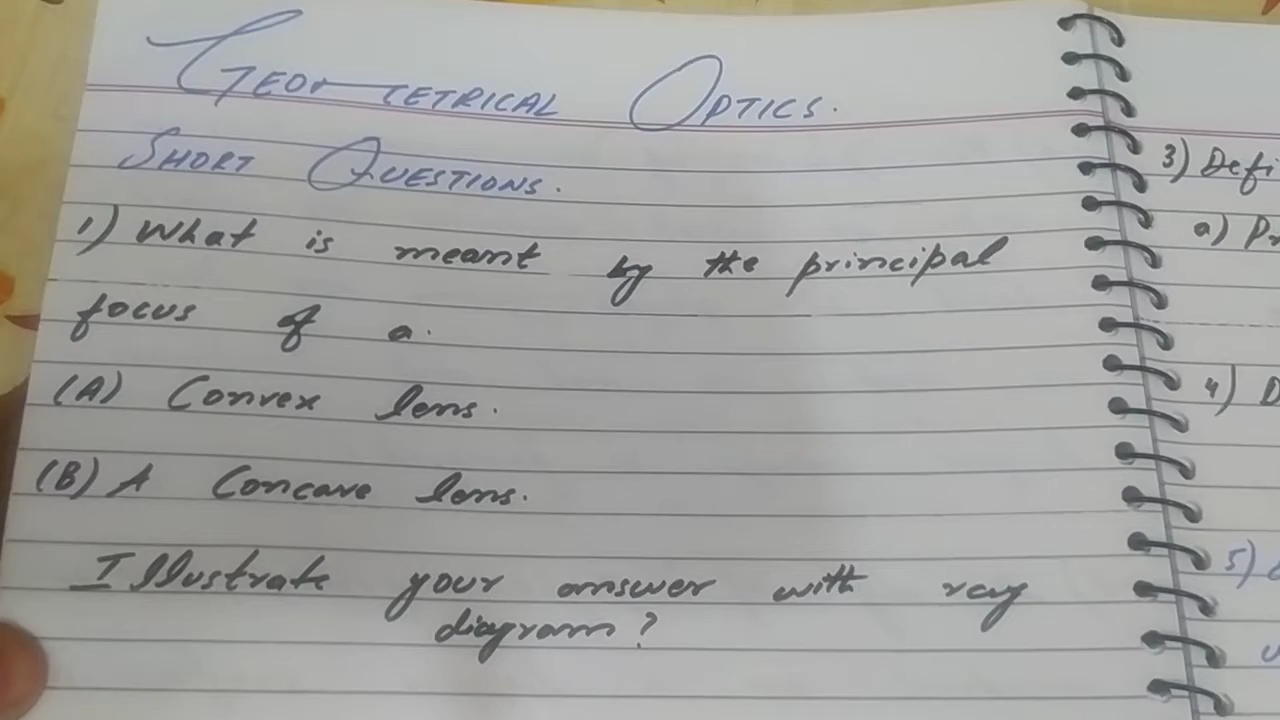 GEOMETRICAL OPTICS.
SHORT QUESTIONS.
1) What is meant by the principal
focus of a.
(A) Convex lens.
(B) A Concave lens.
Illustrate your answer with ray
diagram?
3) Defi
a) Pr
4) D
5)